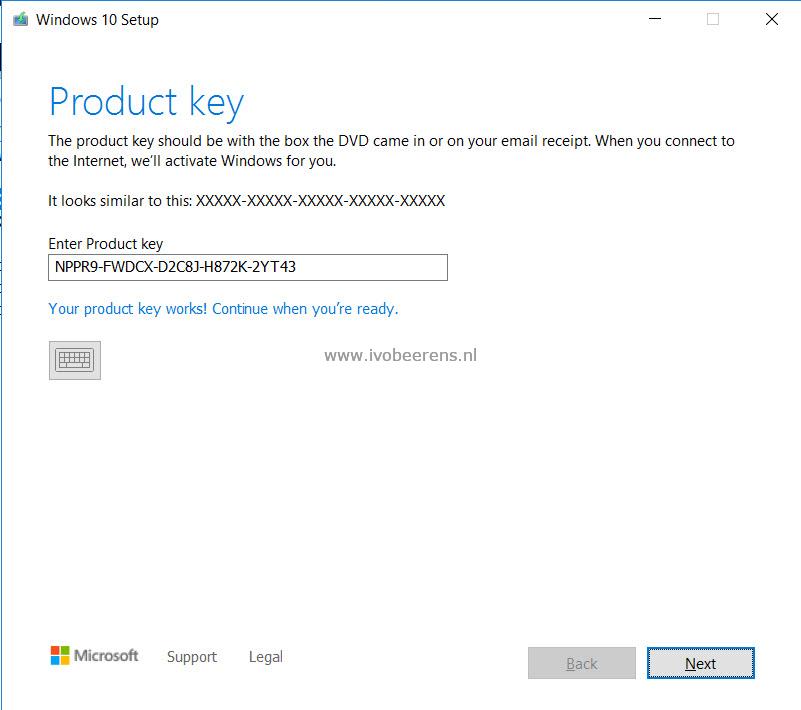 Windows 10 Setup
Product key
The product key should be with the box the DVD came in or on your email receipt. When you connect to
the Internet, we'll activate Windows for you.
It looks similar to this: XXXXX-XXXXX-XXXXX-XXXXX-XXXXX
Enter Product key
NPPR9-FWDCX-D2C8J-H872K-2YT43
Your product key works! Continue when you're ready.
www.ivobeerens.nl
Microsoft Support Legal Back Next